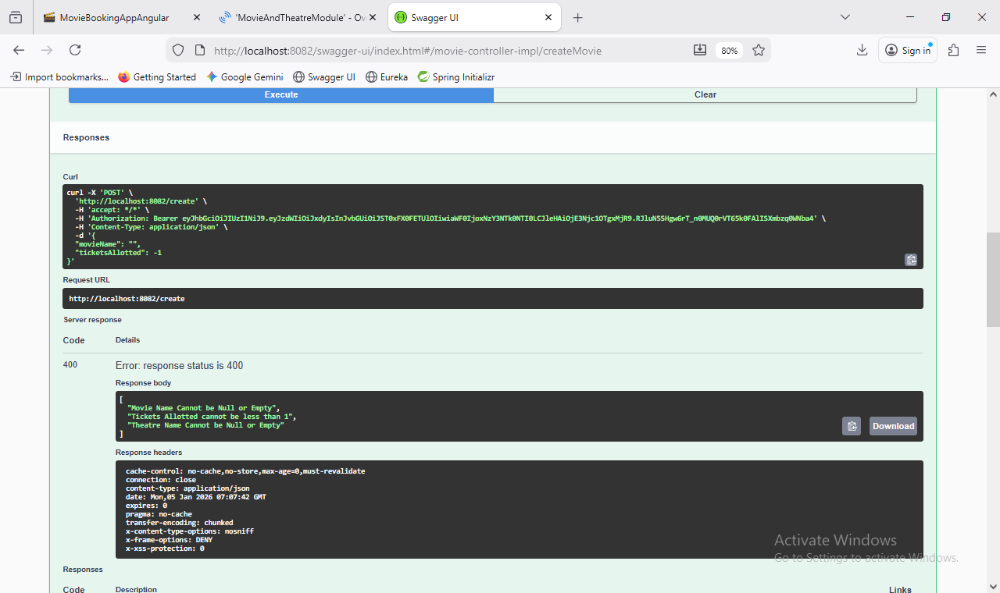 MovieBookingAppAngular
'MovieAndTheatreModule' - Ov
Swagger UI
http://localhost:8082/swagger-ui/index.html#/movie-controller-impl/createMovie
80%
Sign in
Import bookmarks...
Getting Started
Google Gemini
Swagger UI
Eureka
Spring Initializr
Execute
Clear
Responses
Curl
curl -X 'POST' \
'http://localhost:8082/create' \
-H 'accept: */*' \
-H 'Authorization: Bearer eyJhbGciOiJIUzI1NiJ9.eyJzdWIiOiJxdyIsInJvbGUiOiJST0xFX0FETUlOIiwiaWF0IjoxNzY3NTk0NTI0LCJleHAiOjE3Njc1OTgxMjR9.RJluN5SHgw6rT_n0MUQ0rVT65k0FAlISXmbzq0WNba4' \
-H 'Content-Type: application/json' \
-d '{
"movieName": "",
"ticketsAllotted": -1
}'
Request URL
http://localhost:8082/create
Server response
Code
Details
400
Error: response status is 400
Response body
[
"Movie Name Cannot be Null or Empty",
"Tickets Allotted cannot be less than 1",
"Theatre Name Cannot be Null or Empty"
]
Download
Response headers
cache-control: no-cache,no-store,max-age=0,must-revalidate
connection: close
content-type: application/json
date: Mon,05 Jan 2026 07:07:42 GMT
expires: 0
pragma: no-cache
transfer-encoding: chunked
x-content-type-options: nosniff
x-frame-options: DENY
x-xss-protection: 0
Activate Windows
Go to Settings to activate Windows.
Responses
Code
Description
Links